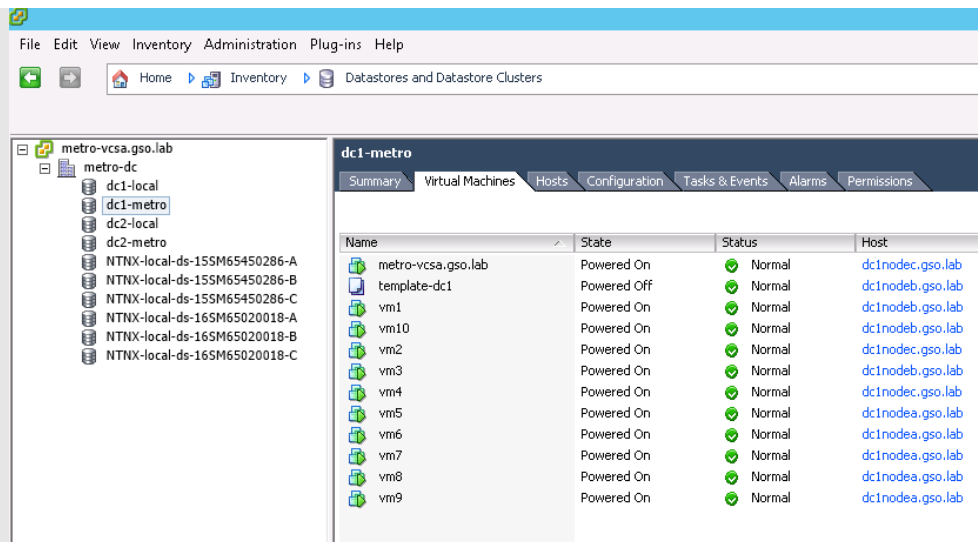 File Edit View Inventory Administration Plug-ins Help
Home Inventory Datastores and Datastore Clusters
metro-vcsa.gso.lab
metro-dc
dc1-local
dc1-metro
dc2-local
dc2-metro
NTNX-local-ds-15SM65450286-A
NTNX-local-ds-15SM65450286-B
NTNX-local-ds-15SM65450286-C
NTNX-local-ds-16SM65020018-A
NTNX-local-ds-16SM65020018-B
NTNX-local-ds-16SM65020018-C
dc1-metro
Summary Virtual Machines Hosts Configuration Tasks & Events Alarms Permissions
Name State Status Host
metro-vcsa.gso.lab Powered On Normal dc1nodec.gso.lab
template-dc1 Powered Off Normal dc1nodeb.gso.lab
vm1 Powered On Normal dc1nodeb.gso.lab
vm10 Powered On Normal dc1nodeb.gso.lab
vm2 Powered On Normal dc1nodec.gso.lab
vm3 Powered On Normal dc1nodeb.gso.lab
vm4 Powered On Normal dc1nodec.gso.lab
vm5 Powered On Normal dc1nodea.gso.lab
vm6 Powered On Normal dc1nodea.gso.lab
vm7 Powered On Normal dc1nodea.gso.lab
vm8 Powered On Normal dc1nodea.gso.lab
vm9 Powered On Normal dc1nodea.gso.lab